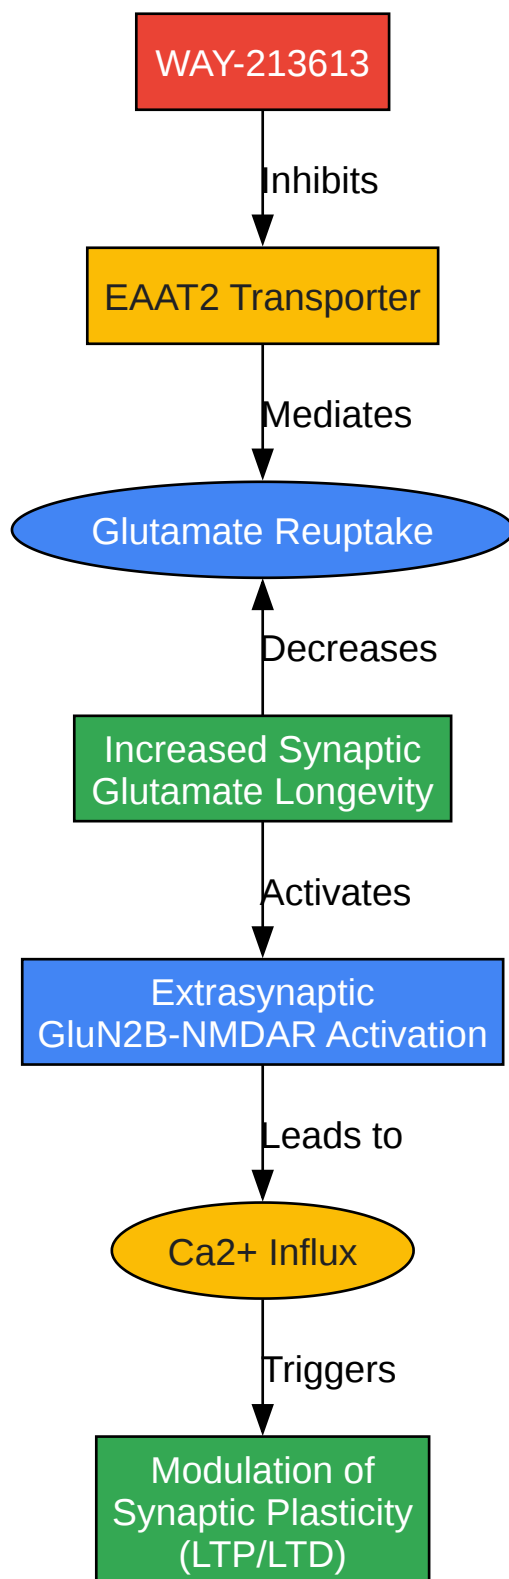 WAY-213613
Inhibits
EAAT2 Transporter
Mediates
Glutamate Reuptake
Decreases
Increased Synaptic
Glutamate Longevity
Activates
Extrasynaptic
GluN2B-NMDAR Activation
Leads to
Ca2+ Influx
Triggers
Modulation of
Synaptic Plasticity
(LTP/LTD)